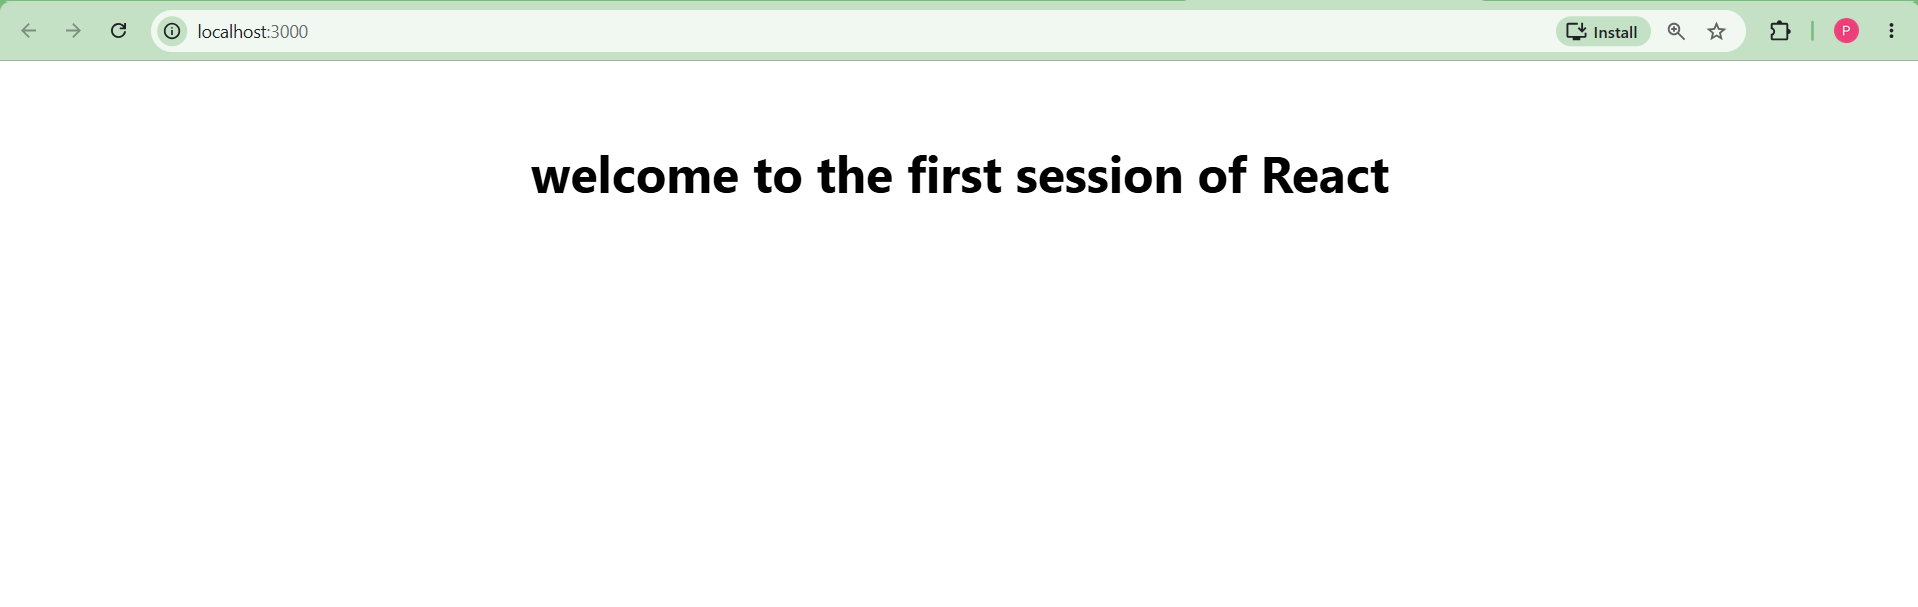 localhost:3000
Install
P
welcome to the first session of React